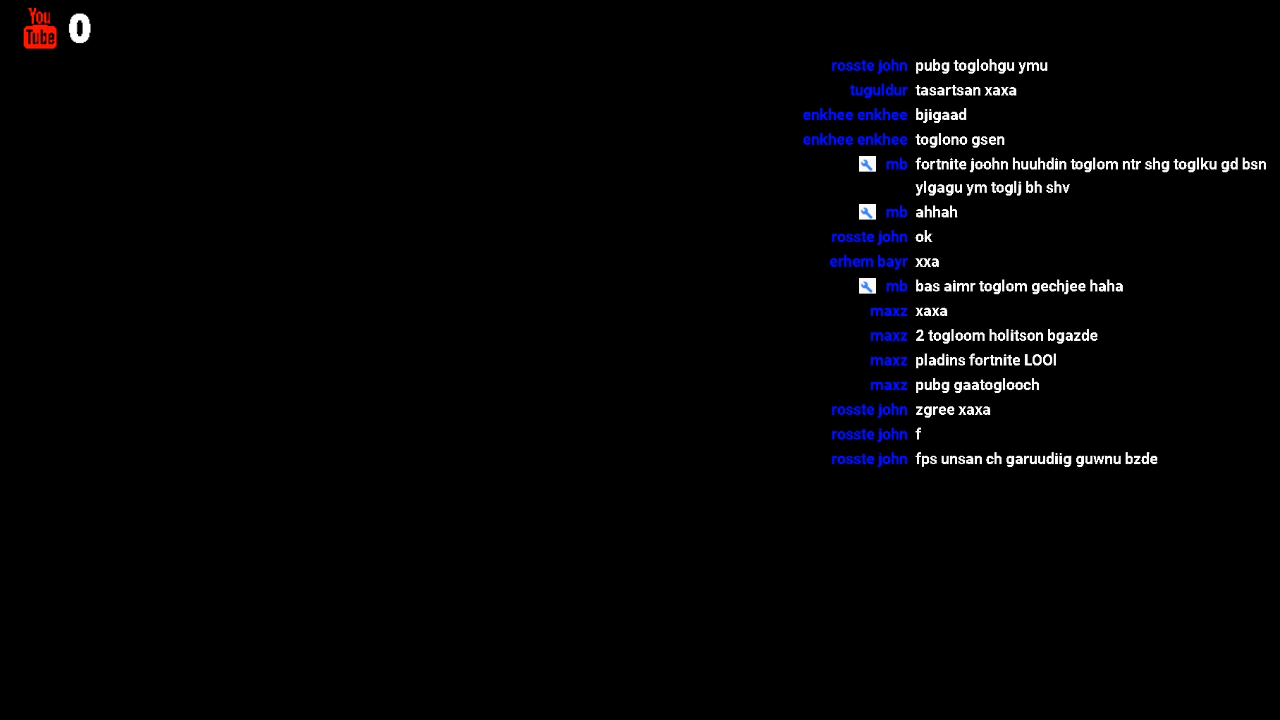 You
Tube 0
rosste john pubg toglohgu ymu
tuguldur tasartsan xaxa
enkhee enkhee bjigaad
enkhee enkhee toglono gsen
mb fortnite joohn huuhdin toglom ntr shg toglku gd bsn
ylgagu ym toglj bh shv
mb ahhah
rosste john ok
erhem bayr xxa
mb bas aimr toglom gechjee haha
maxz xaxa
maxz 2 togloom holitson bgazde
maxz pladins fortnite LOOl
maxz pubg gaatoglooch
rosste john zgree xaxa
rosste john f
rosste john fps unsan ch garuudiig guwnu bzde